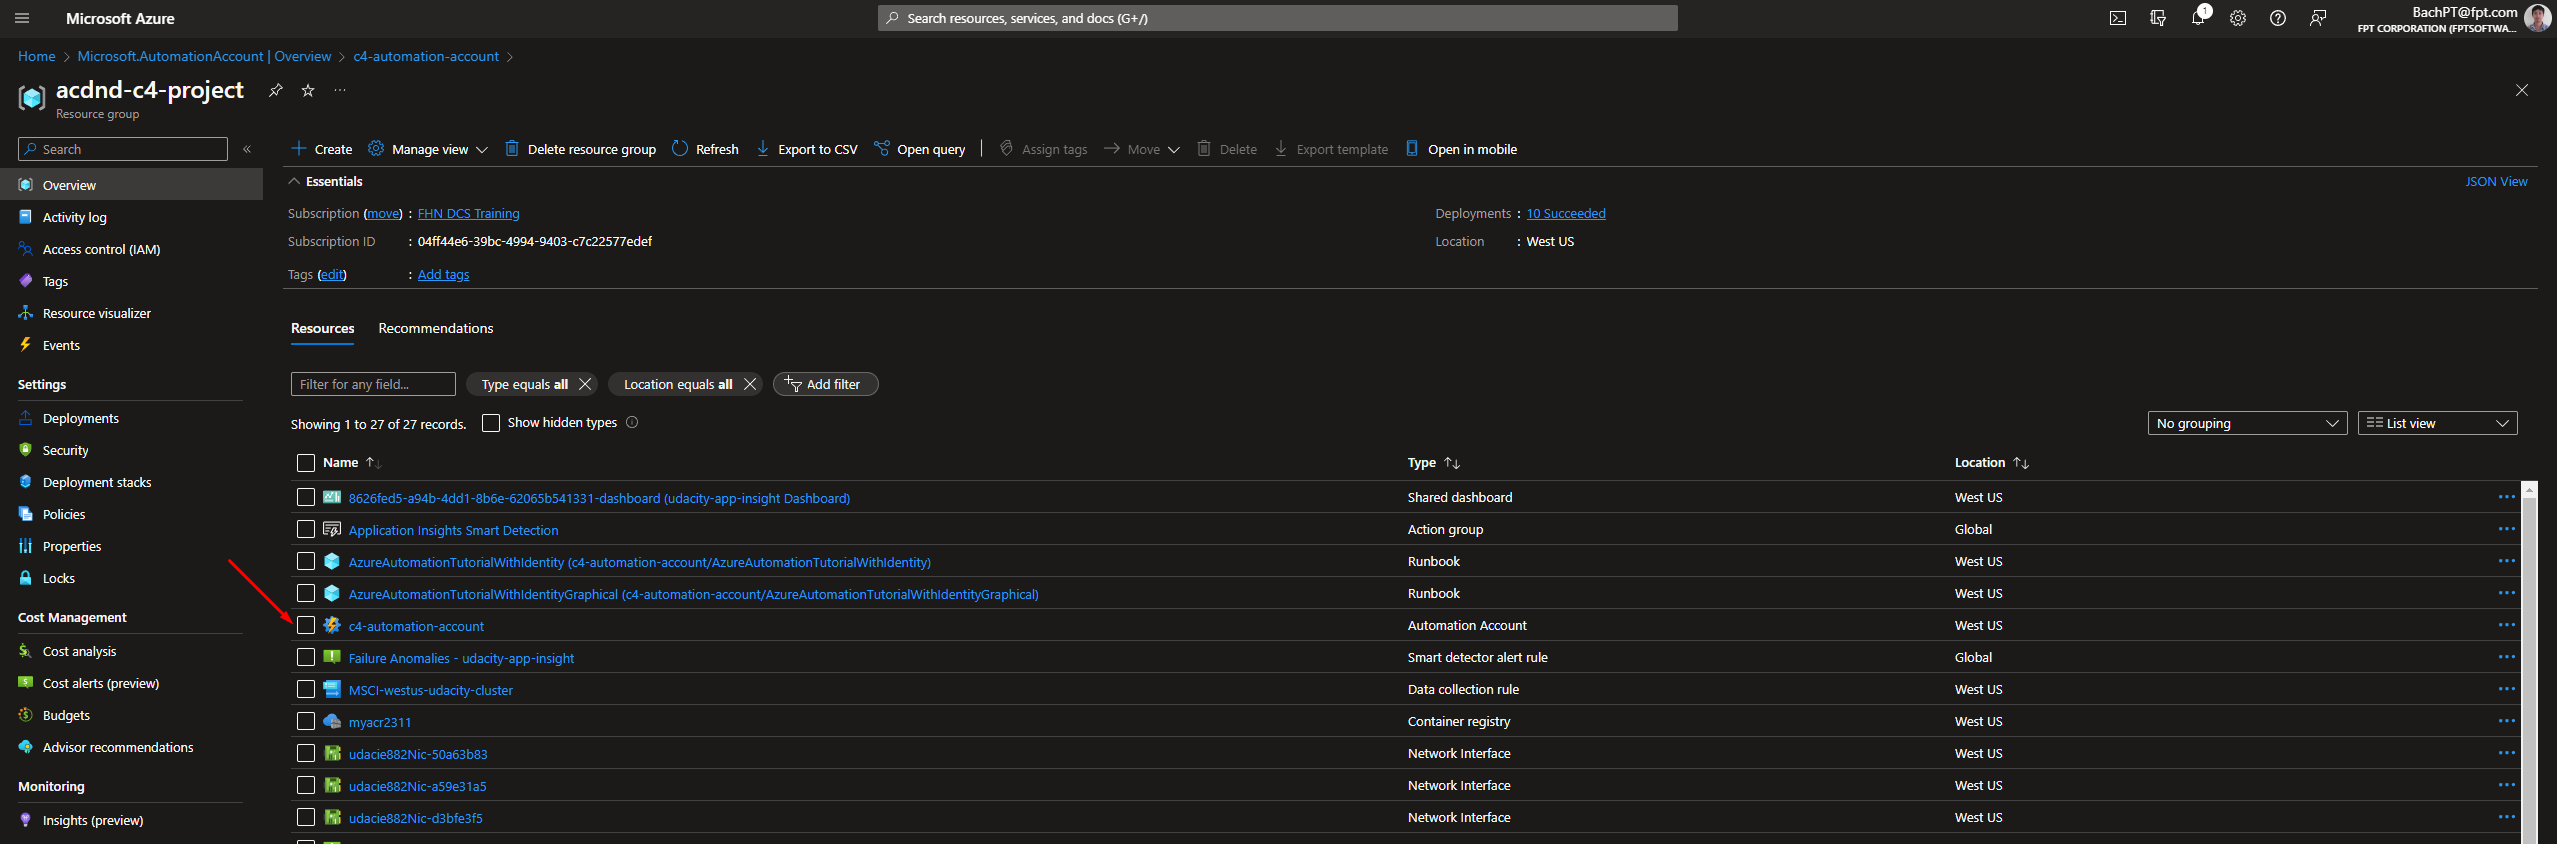 Microsoft Azure
Search resources, services, and docs (G+/)
1
BachPT@fpt.com
FPT CORPORATION (FPTSOFTWA...
Home > Microsoft.AutomationAccount | Overview > c4-automation-account >
acdnd-c4-project
Resource group
Search
«
Create
Manage view
Delete resource group
Refresh
Export to CSV
Open query
Assign tags
Move
Delete
Export template
Open in mobile
Overview
Activity log
Access control (IAM)
Tags
Resource visualizer
Events
Settings
Deployments
Security
Deployment stacks
Policies
Properties
Locks
Cost Management
Cost analysis
Cost alerts (preview)
Budgets
Advisor recommendations
Monitoring
Insights (preview)
Essentials
JSON View
Subscription (move) : FHN DCS Training
Deployments : 10 Succeeded
Subscription ID : 04ff44e6-39bc-4994-9403-c7c22577edef
Location : West US
Tags (edit) : Add tags
Resources
Recommendations
Filter for any field...
Type equals all
Location equals all
Add filter
Showing 1 to 27 of 27 records.
Show hidden types
No grouping
List view
Name Type Location
8626fed5-a94b-4dd1-8b6e-62065b541331-dashboard (udacity-app-insight Dashboard) Shared dashboard West US
Application Insights Smart Detection Action group Global
AzureAutomationTutorialWithIdentity (c4-automation-account/AzureAutomationTutorialWithIdentity) Runbook West US
AzureAutomationTutorialWithIdentityGraphical (c4-automation-account/AzureAutomationTutorialWithIdentityGraphical) Runbook West US
c4-automation-account Automation Account West US
Failure Anomalies - udacity-app-insight Smart detector alert rule Global
MSCI-westus-udacity-cluster Data collection rule West US
myacr2311 Container registry West US
udacie882Nic-50a63b83 Network Interface West US
udacie882Nic-a59e31a5 Network Interface West US
udacie882Nic-d3bfe3f5 Network Interface West US